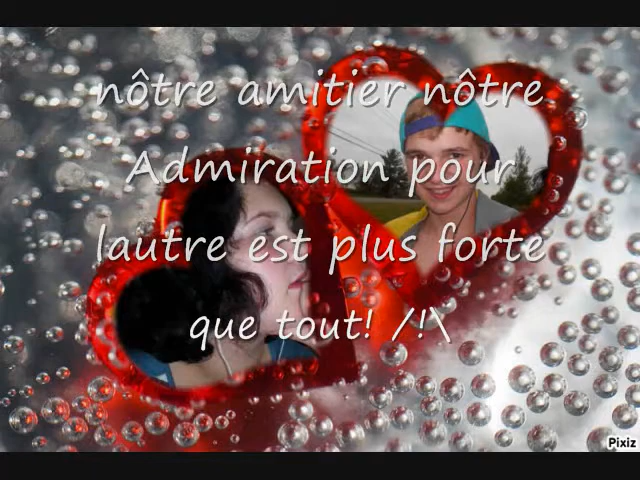 nôtre amitier nôtre
Admiration pour
lautre est plus forte
que tout! /!\
Pixiz